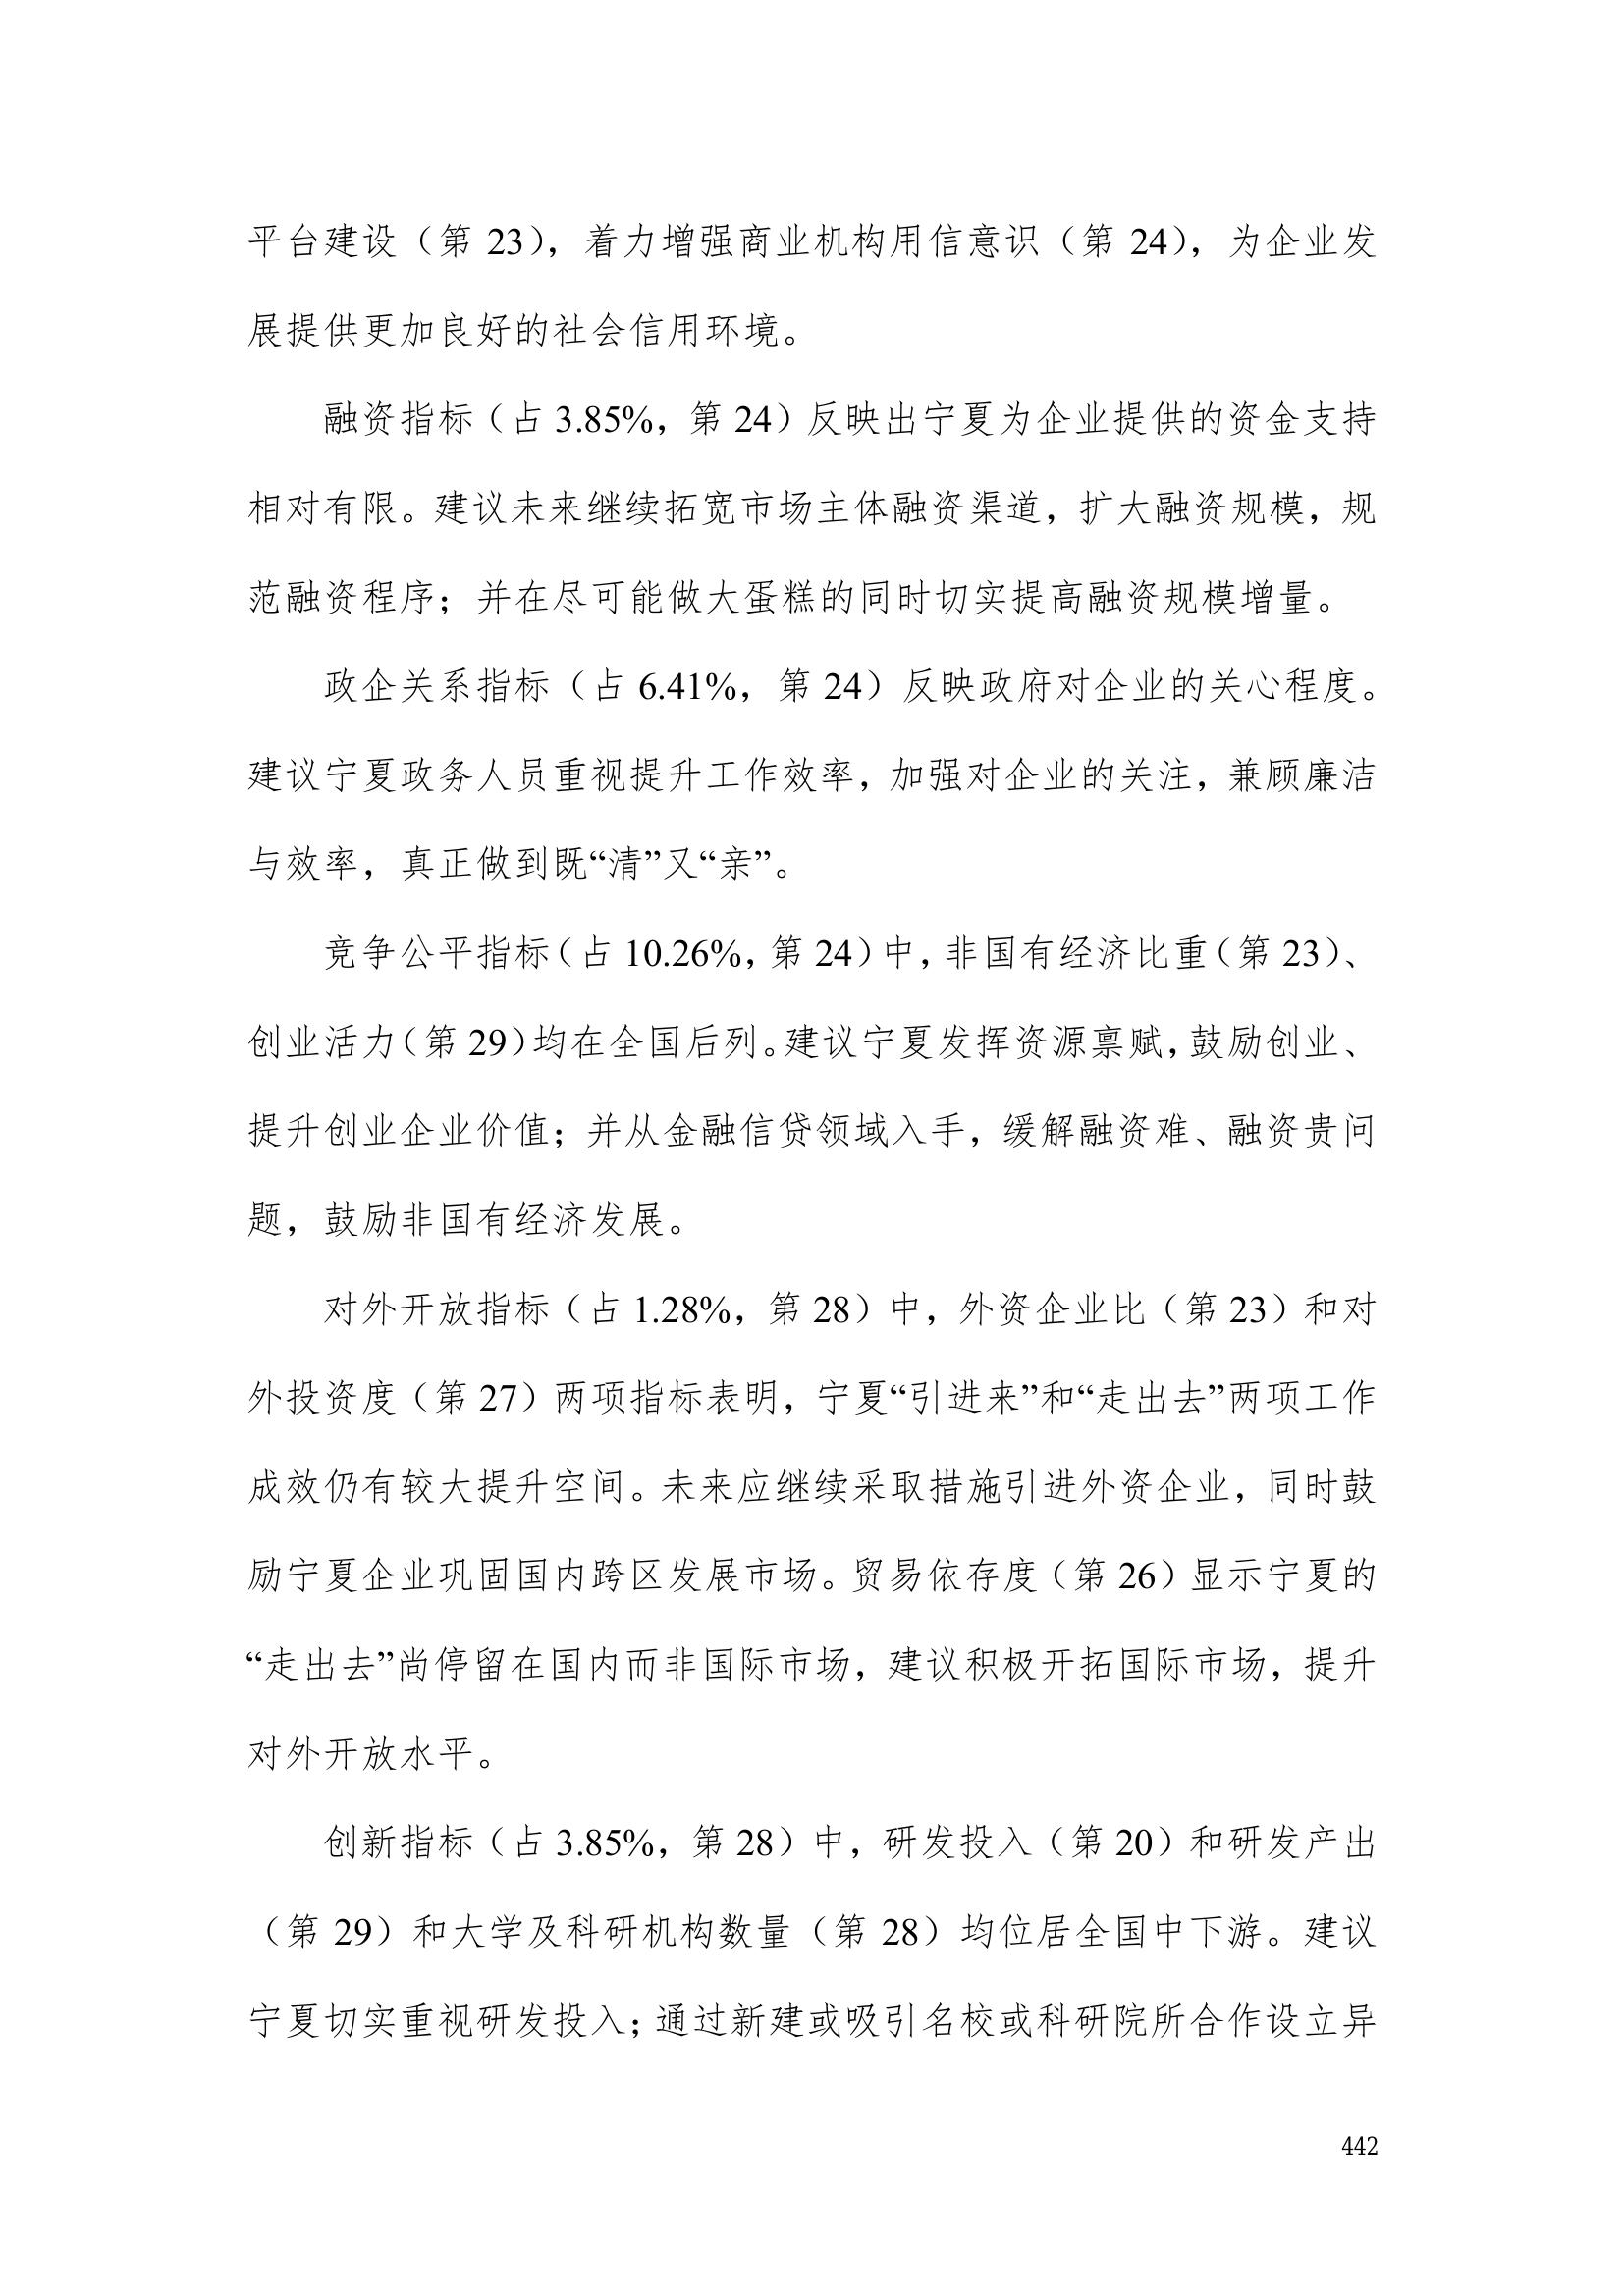 平台建设（第 23），着力增强商业机构用信意识（第 24），为企业发
展提供更加良好的社会信用环境。
融资指标（占 3.85%，第 24）反映出宁夏为企业提供的资金支持
相对有限。建议未来继续拓宽市场主体融资渠道，扩大融资规模，规
范融资程序；并在尽可能做大蛋糕的同时切实提高融资规模增量。
政企关系指标（占 6.41%，第 24）反映政府对企业的关心程度。
建议宁夏政务人员重视提升工作效率，加强对企业的关注，兼顾廉洁
与效率，真正做到既“清”又“亲”。
竞争公平指标（占 10.26%，第 24）中，非国有经济比重（第 23）、
创业活力（第 29）均在全国后列。建议宁夏发挥资源禀赋，鼓励创业、
提升创业企业价值；并从金融信贷领域入手，缓解融资难、融资贵问
题，鼓励非国有经济发展。
对外开放指标（占 1.28%，第 28）中，外资企业比（第 23）和对
外投资度（第 27）两项指标表明，宁夏“引进来”和“走出去”两项工作
成效仍有较大提升空间。未来应继续采取措施引进外资企业，同时鼓
励宁夏企业巩固国内跨区发展市场。贸易依存度（第 26）显示宁夏的
“走出去”尚停留在国内而非国际市场，建议积极开拓国际市场，提升
对外开放水平。
创新指标（占 3.85%，第 28）中，研发投入（第 20）和研发产出
（第 29）和大学及科研机构数量（第 28）均位居全国中下游。建议
宁夏切实重视研发投入；通过新建或吸引名校或科研院所合作设立异
442